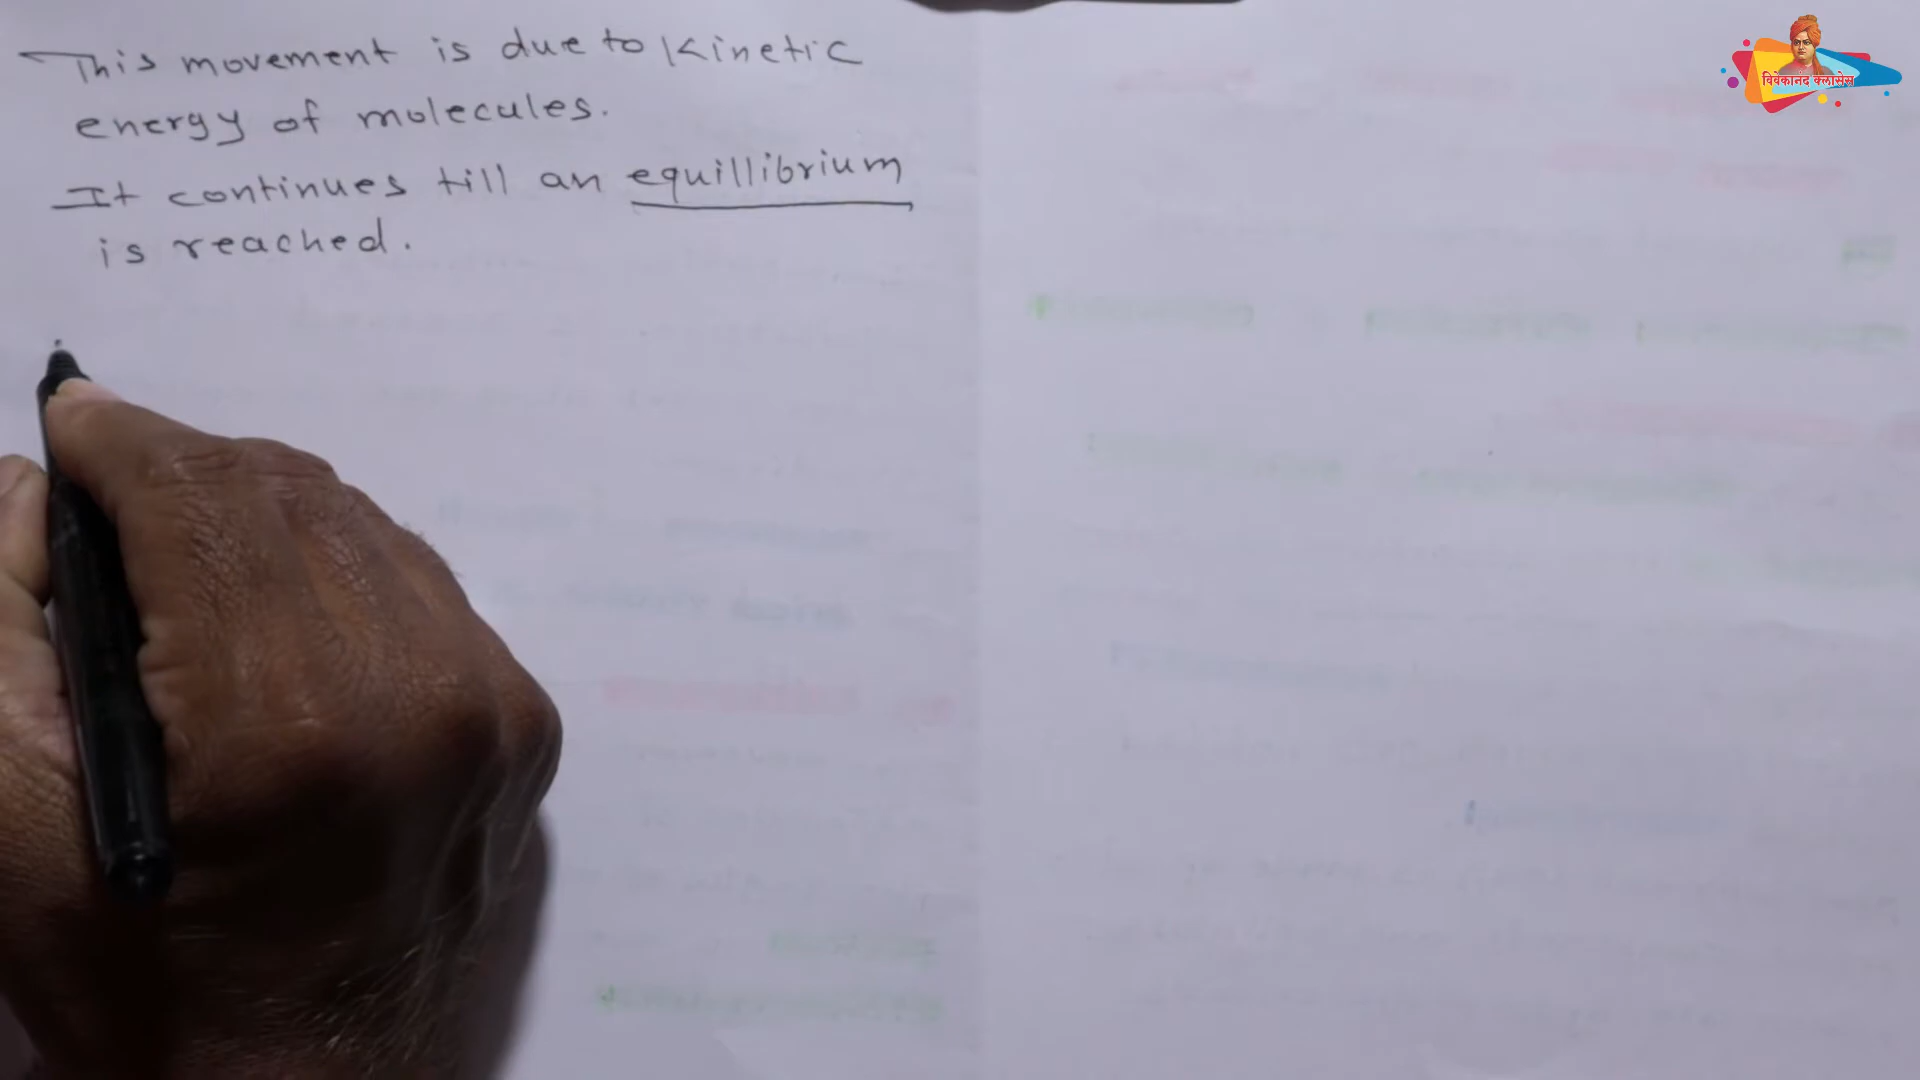 This movement is due to Kinetic
energy of molecules.
It continues till an equillibrium
is reached.
विवेकानंद क्लासेस